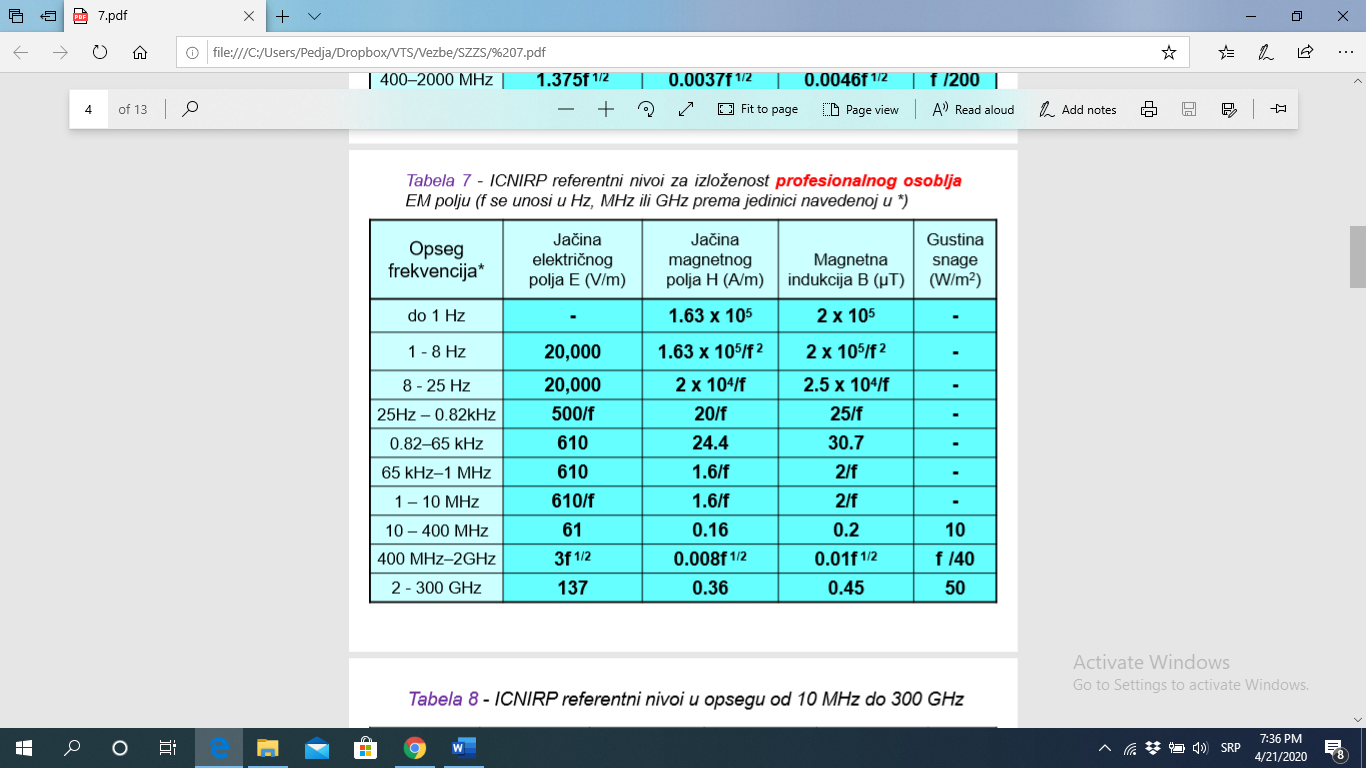 7.pdf
file:///C:/Users/Pedja/Dropbox/VTS/Vezbe/SZZS/%207.pdf
400–2000 MHz 1.375f 1/2 0.0037f 1/2 0.0046f 1/2 f /200
4 of 13 Fit to page Page view Read aloud Add notes
Tabela 7 - ICNIRP referentni nivoi za izloženost profesionalnog osoblja
EM polju (f se unosi u Hz, MHz ili GHz prema jedinici navedenoj u *)
Opseg
frekvencija*
Jačina
električnog
polja E (V/m)
Jačina
magnetnog
polja H (A/m)
Magnetna
indukcija B (µT)
Gustina
snage
(W/m²)
do 1 Hz - 1.63 x 10⁵ 2 x 10⁵ -
1 - 8 Hz 20,000 1.63 x 10⁵/f ² 2 x 10⁵/f ² -
8 - 25 Hz 20,000 2 x 10⁴/f 2.5 x 10⁴/f -
25Hz – 0.82kHz 500/f 20/f 25/f -
0.82–65 kHz 610 24.4 30.7 -
65 kHz–1 MHz 610 1.6/f 2/f -
1 – 10 MHz 610/f 1.6/f 2/f -
10 – 400 MHz 61 0.16 0.2 10
400 MHz–2GHz 3f 1/2 0.008f 1/2 0.01f 1/2 f /40
2 - 300 GHz 137 0.36 0.45 50
Activate Windows
Go to Settings to activate Windows.
Tabela 8 - ICNIRP referentni nivoi u opsegu od 10 MHz do 300 GHz
SRP
7:36 PM
4/21/2020
8